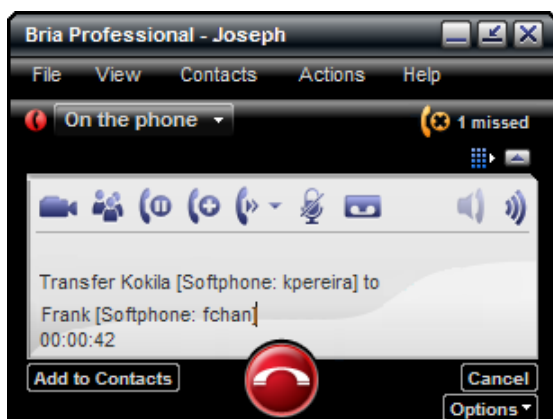 Bria Professional - Joseph
File View Contacts Actions Help
On the phone 1 missed
Transfer Kokila [Softphone: kpereira] to
Frank [Softphone: fchan]
00:00:42
Add to Contacts Cancel
Options